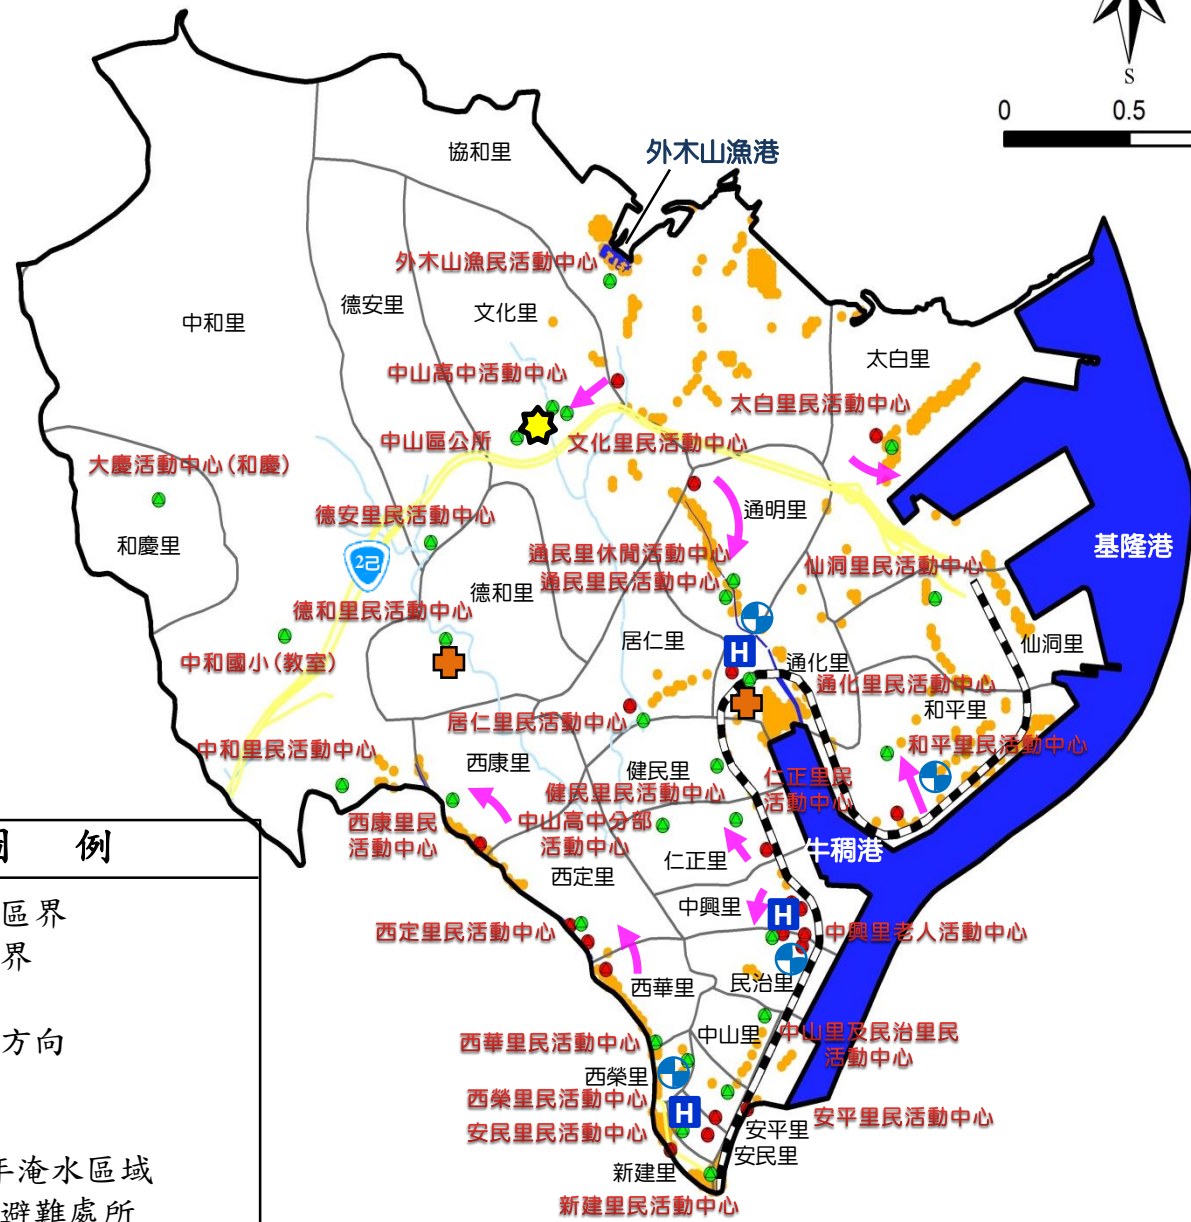 S
0 0.5
協和里
外木山漁港
外木山漁民活動中心
德安里
文化里
中和里
太白里
中山高中活動中心
太白里民活動中心
中山區公所
文化里民活動中心
大慶活動中心(和慶)
德安里民活動中心
通明里
和慶里
2己
通民里休閒活動中心
基隆港
仙洞里民活動中心
通民里民活動中心
德和里
德和里民活動中心
居仁里
仙洞里
H
中和國小(教室)
通化里
通化里民活動中心
和平里
居仁里民活動中心
中和里民活動中心
和平里民活動中心
西康里
健民里
仁正里民
活動中心
健民里民活動中心
西康里民
活動中心
中山高中分部
活動中心
牛稠港
仁正里
圖 例
西定里
中興里
H
區界
西定里民活動中心
中興里老人活動中心
界
西華里
民治里
中山里
中山里及民治里民
活動中心
方向
西華里民活動中心
西榮里
西榮里民活動中心
H
安平里民活動中心
安民里民活動中心
安平里
安民里
年淹水區域
新建里
避難處所
新建里民活動中心